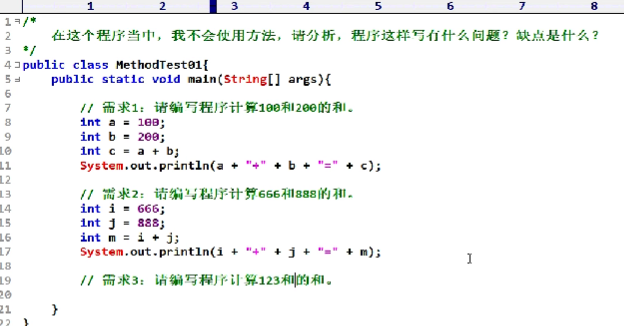 1 2 3 4 5 6 7 8
1 /*
2 在这个程序当中，我不会使用方法，请分析，程序这样写有什么问题？缺点是什么？
3 */
4 public class MethodTest01{
5 public static void main(String[] args){
6
7 // 需求1：请编写程序计算100和200的和。
8 int a = 100;
9 int b = 200;
10 int c = a + b;
11 System.out.println(a + "+" + b + "=" + c);
12
13 // 需求2：请编写程序计算666和888的和。
14 int i = 666;
15 int j = 888;
16 int m = i + j;
17 System.out.println(i + "+" + j + "=" + m);
18
19 // 需求3：请编写程序计算123和的和。
20
21 }
22 }